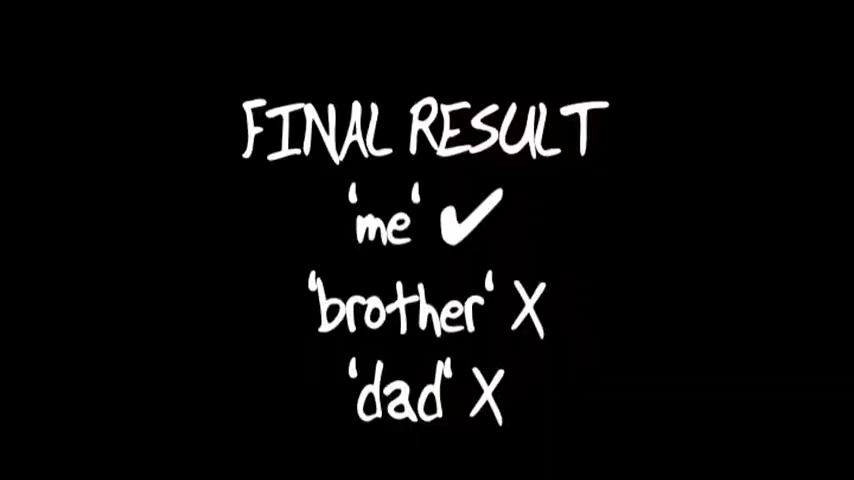 FINAL RESULT
'me' ✔
'brother' X
'dad' X